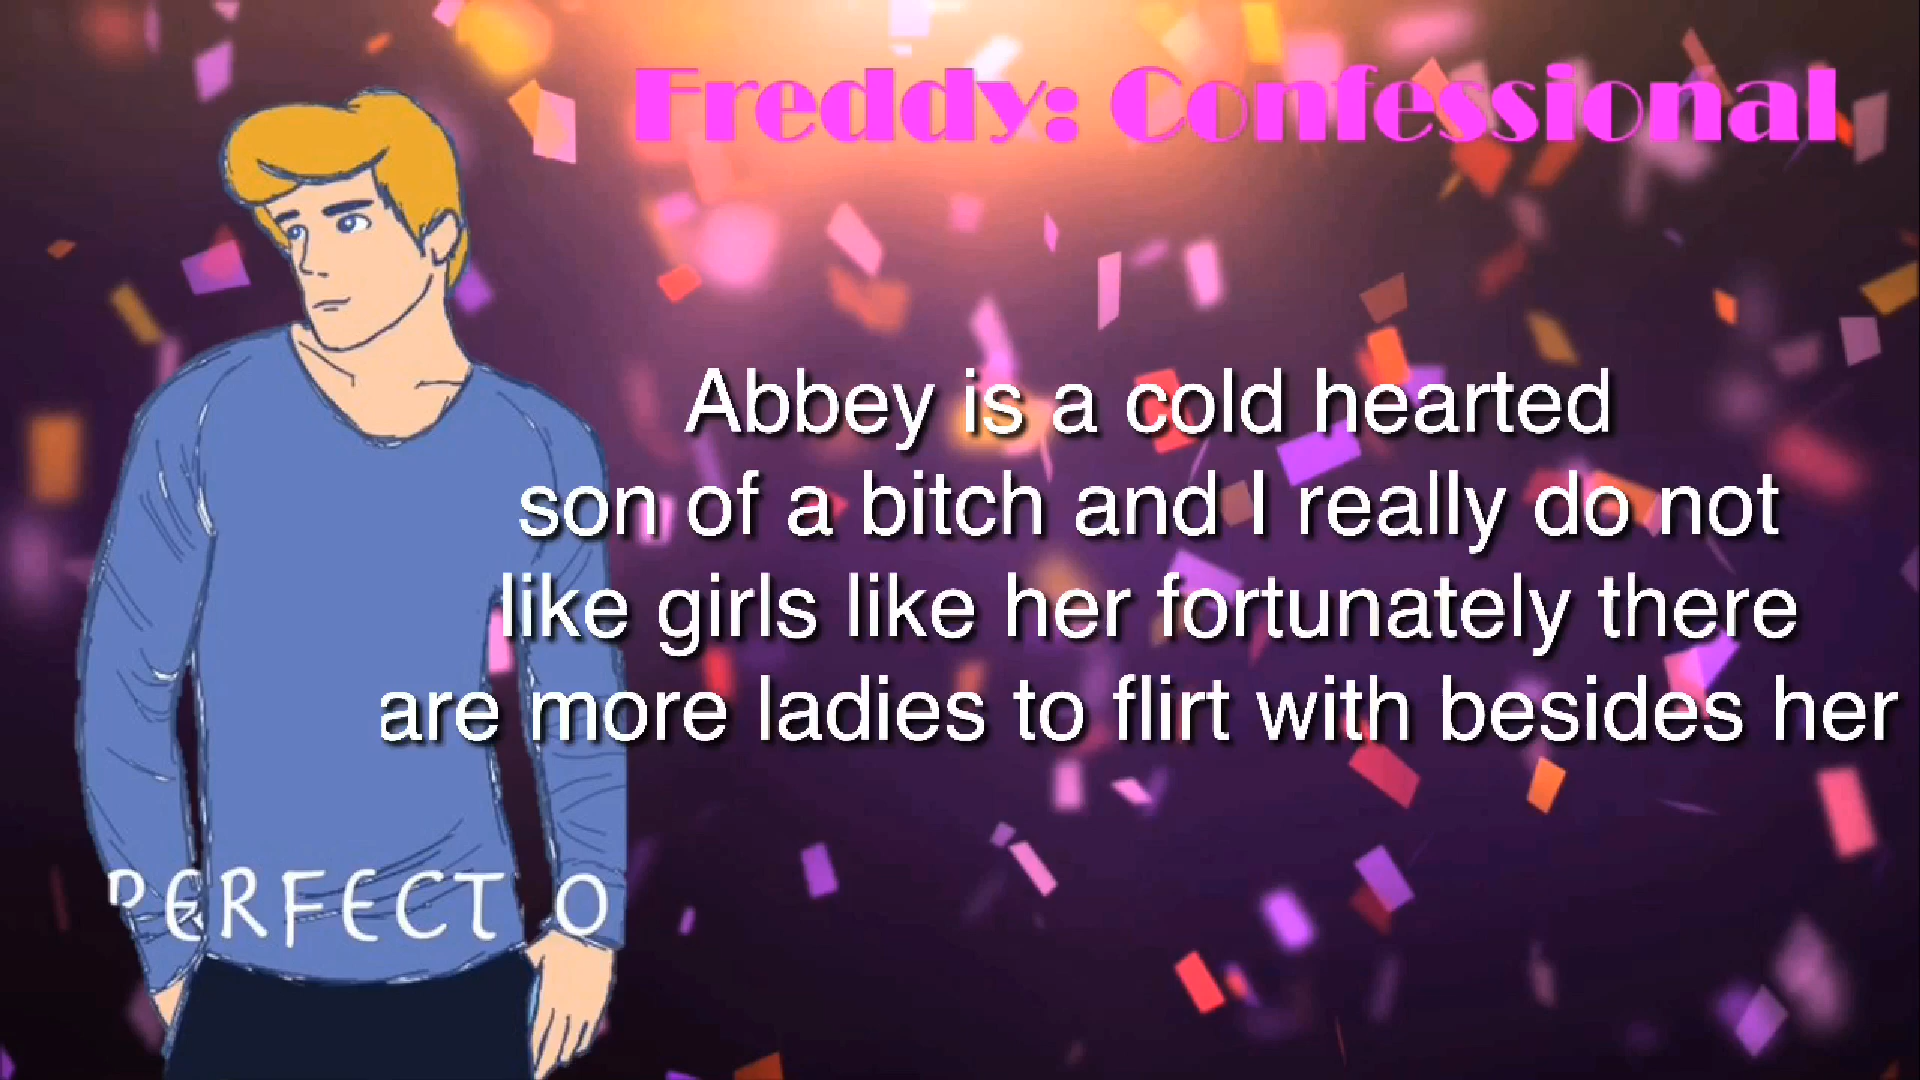 Freddy: Confessional
Abbey is a cold hearted
son of a bitch and I really do not
like girls like her fortunately there
are more ladies to flirt with besides her
PERFECT O